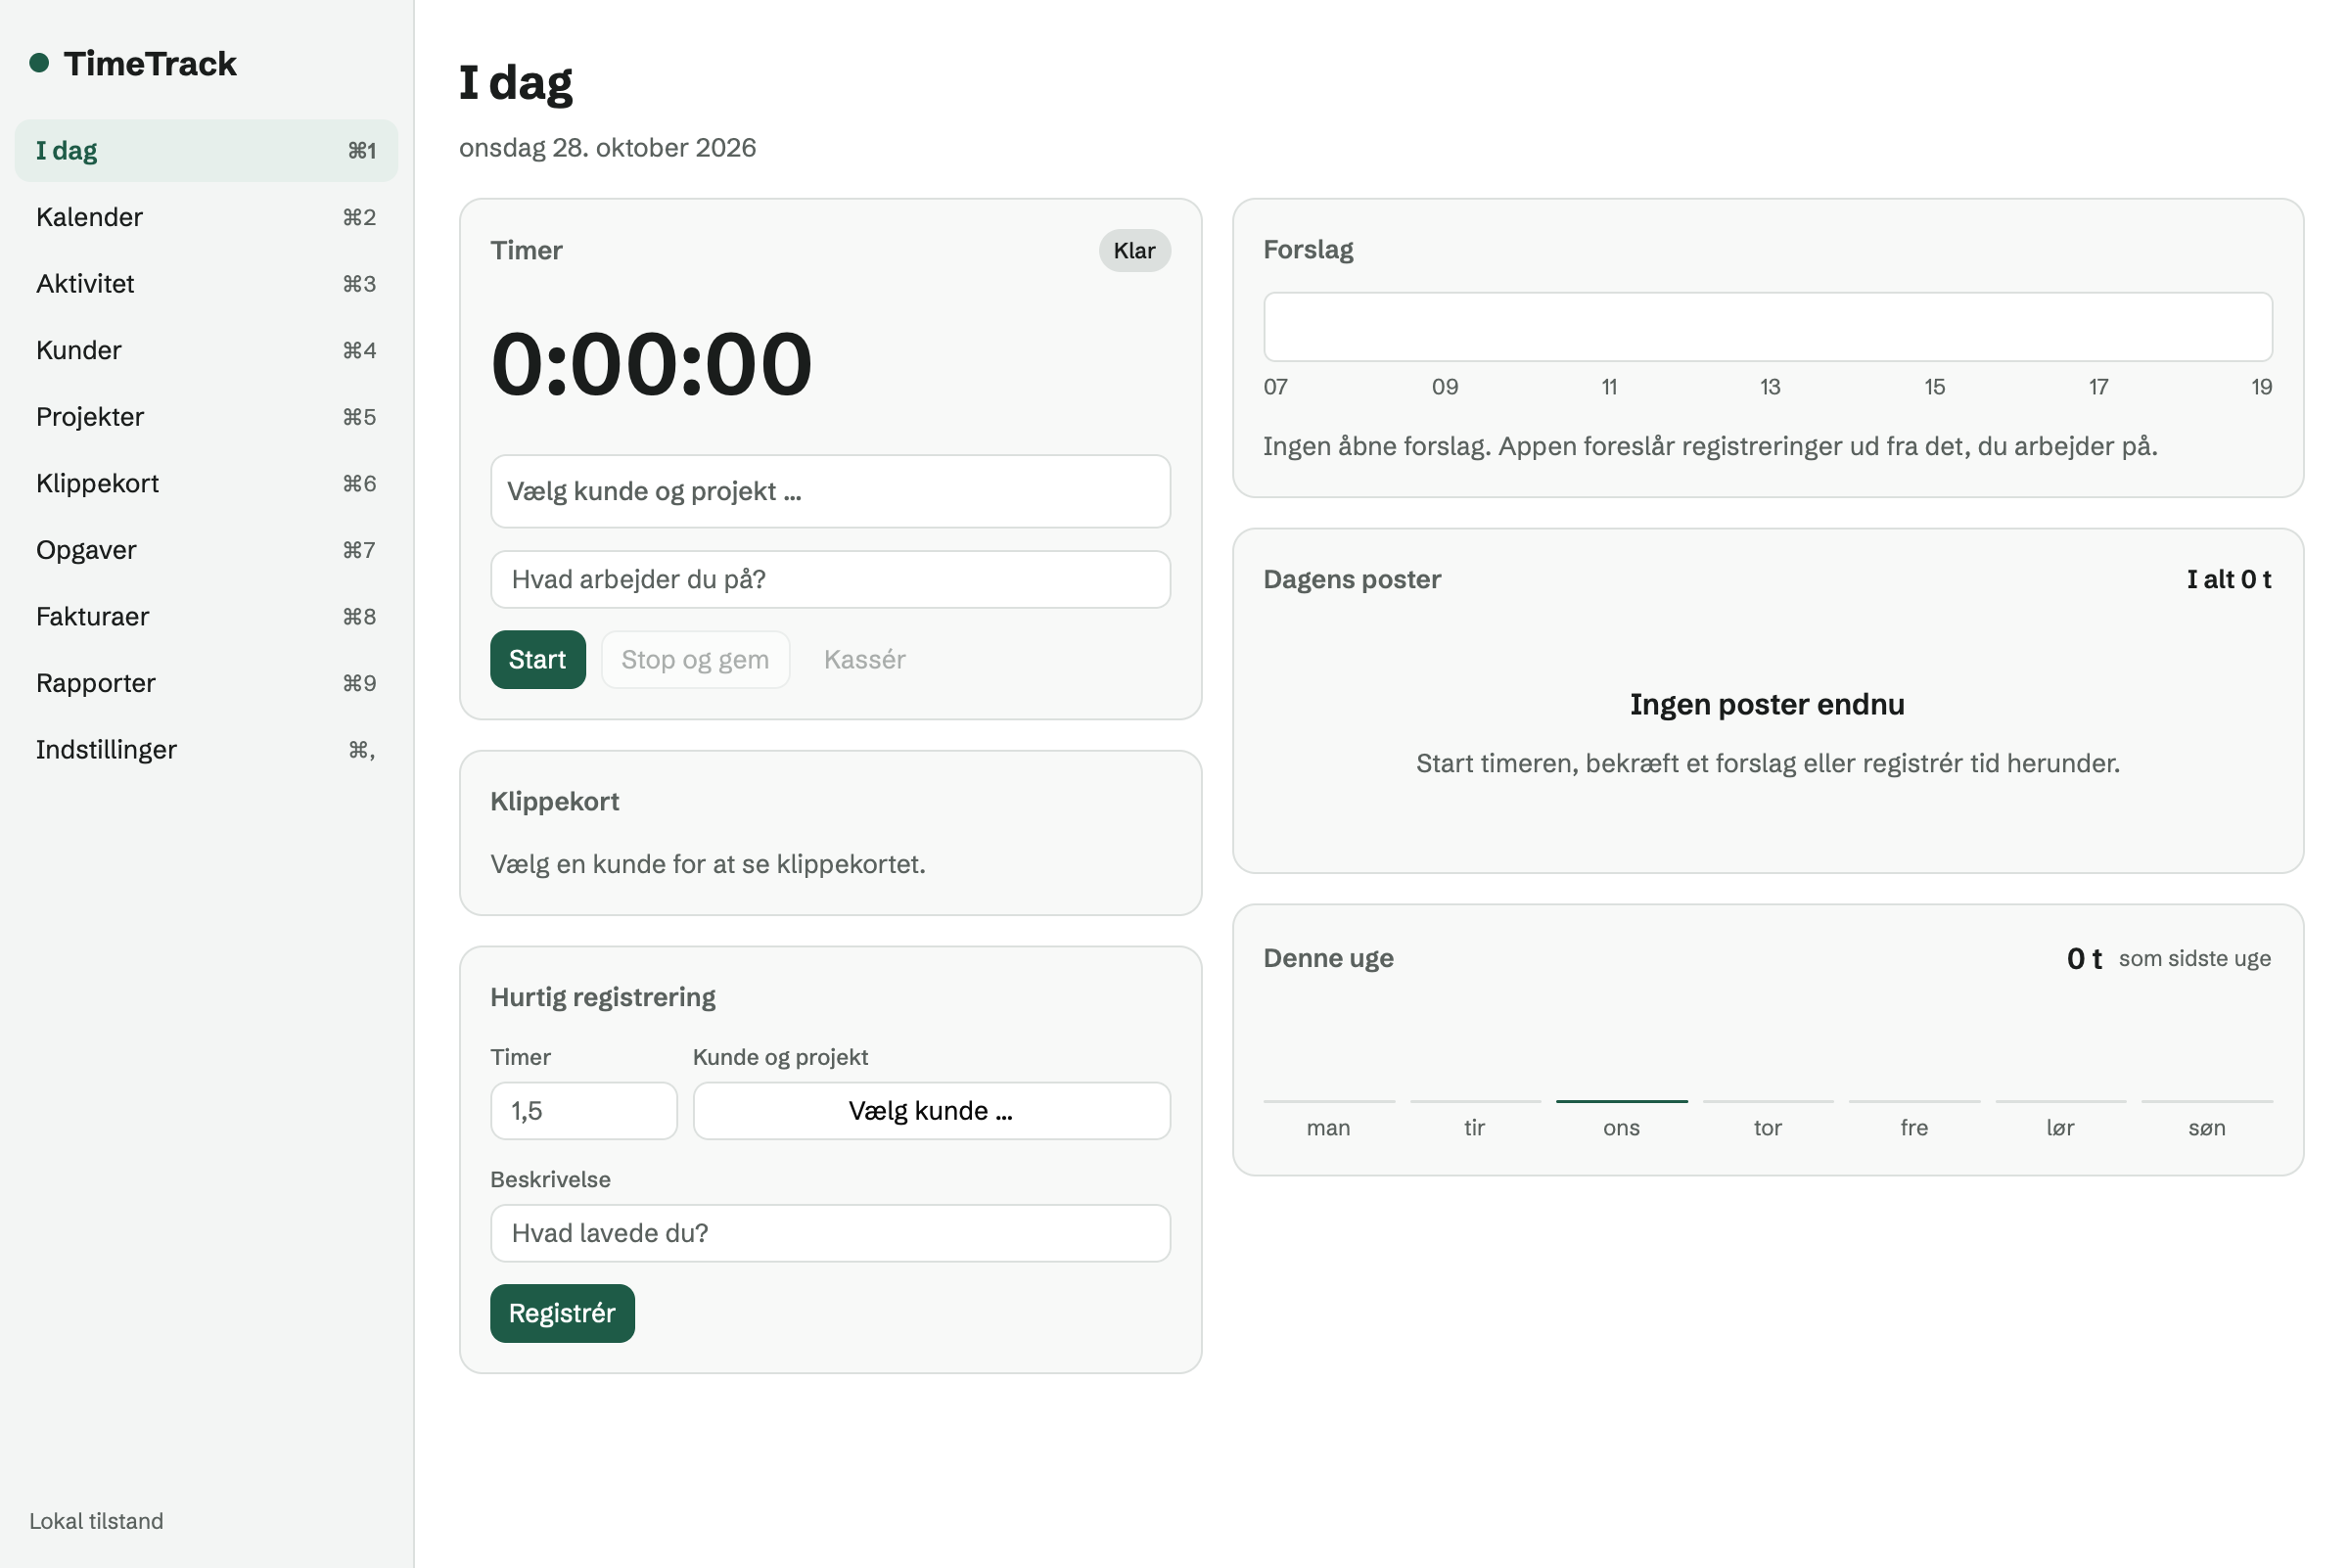 TimeTrack
I dag ⌘1
Kalender ⌘2
Aktivitet ⌘3
Kunder ⌘4
Projekter ⌘5
Klippekort ⌘6
Opgaver ⌘7
Fakturaer ⌘8
Rapporter ⌘9
Indstillinger ⌘,
Lokal tilstand
I dag
onsdag 28. oktober 2026
Timer Klar
0:00:00
Vælg kunde og projekt ...
Hvad arbejder du på?
Start Stop og gem Kassér
Klippekort
Vælg en kunde for at se klippekortet.
Hurtig registrering
Timer Kunde og projekt
1,5 Vælg kunde ...
Beskrivelse
Hvad lavede du?
Registrér
Forslag
07 09 11 13 15 17 19
Ingen åbne forslag. Appen foreslår registreringer ud fra det, du arbejder på.
Dagens poster I alt 0 t
Ingen poster endnu
Start timeren, bekræft et forslag eller registrér tid herunder.
Denne uge 0 t som sidste uge
man tir ons tor fre lør søn